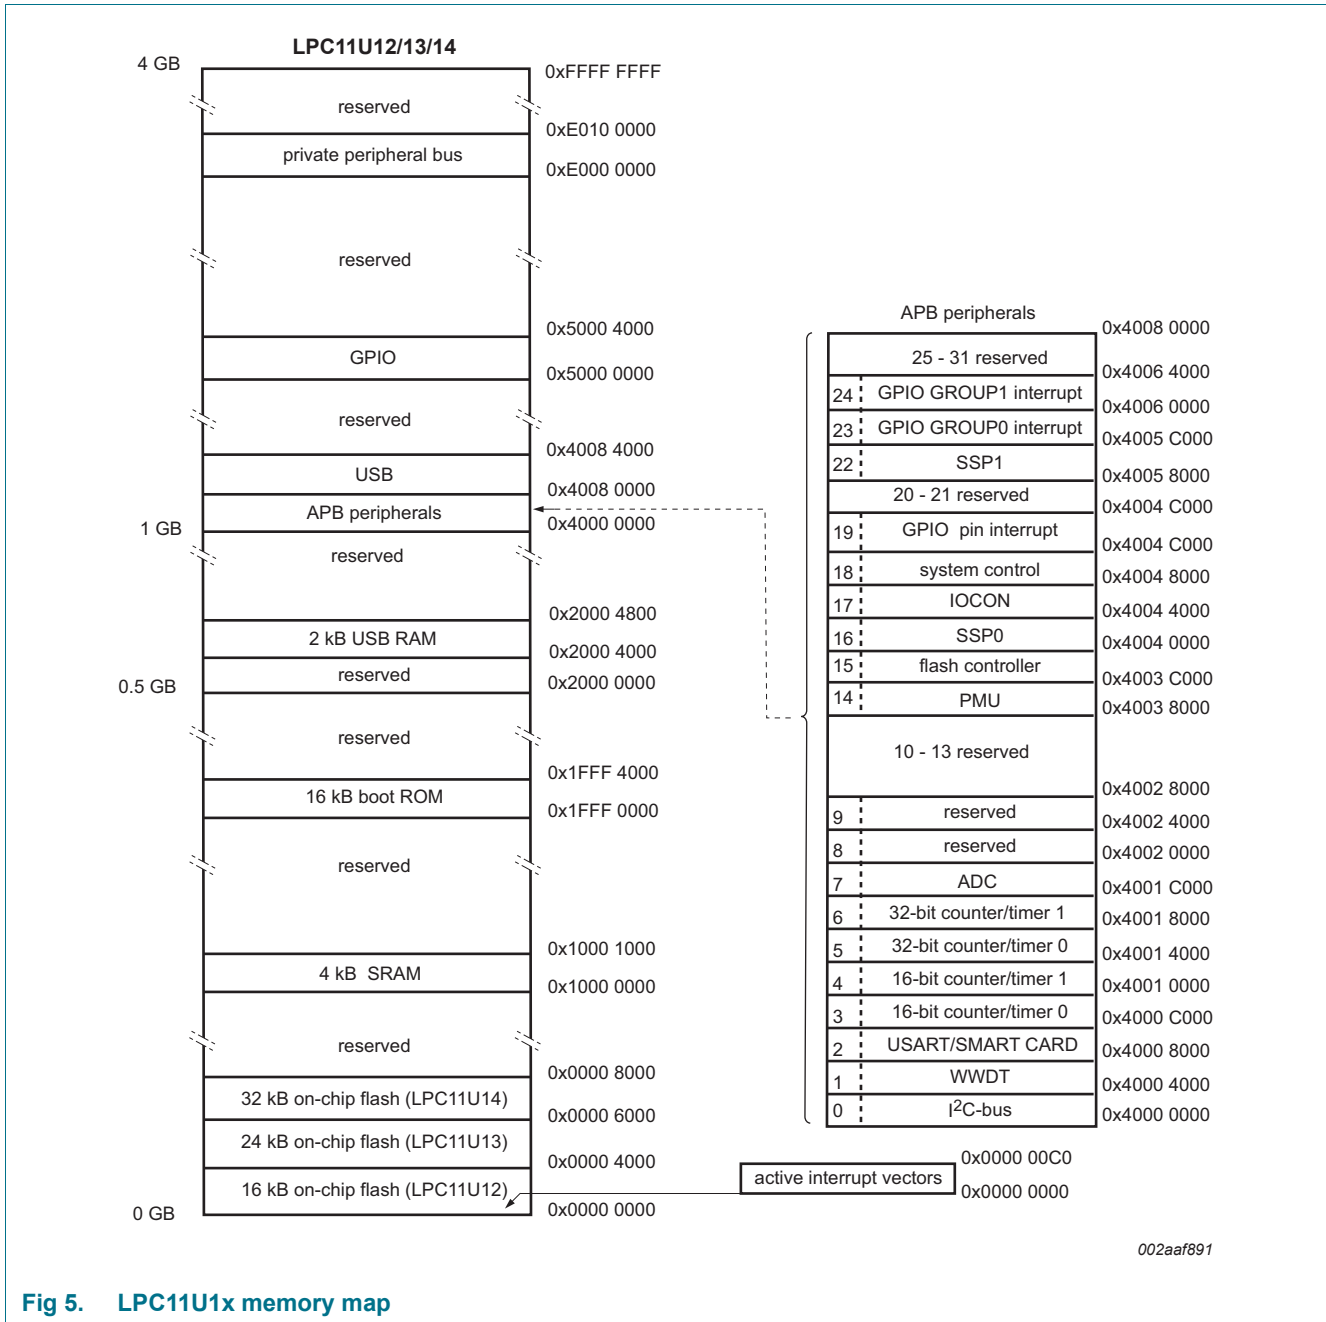 LPC11U12/13/14
4 GB
0xFFFF FFFF
reserved
0xE010 0000
private peripheral bus
0xE000 0000
reserved
0x5000 4000
GPIO
0x5000 0000
reserved
0x4008 4000
USB
0x4008 0000
APB peripherals
1 GB
0x4000 0000
reserved
0x2000 4800
2 kB USB RAM
0x2000 4000
reserved
0.5 GB
0x2000 0000
reserved
0x1FFF 4000
16 kB boot ROM
0x1FFF 0000
reserved
0x1000 1000
4 kB SRAM
0x1000 0000
reserved
0x0000 8000
32 kB on-chip flash (LPC11U14)
0x0000 6000
24 kB on-chip flash (LPC11U13)
0x0000 4000
16 kB on-chip flash (LPC11U12)
0 GB
0x0000 0000
APB peripherals
0x4008 0000
25 - 31 reserved
0x4006 4000
24 GPIO GROUP1 interrupt
0x4006 0000
23 GPIO GROUP0 interrupt
0x4005 C000
22 SSP1
0x4005 8000
20 - 21 reserved
0x4004 C000
19 GPIO pin interrupt
0x4004 C000
18 system control
0x4004 8000
17 IOCON
0x4004 4000
16 SSP0
0x4004 0000
15 flash controller
0x4003 C000
14 PMU
0x4003 8000
10 - 13 reserved
0x4002 8000
9 reserved
0x4002 4000
8 reserved
0x4002 0000
7 ADC
0x4001 C000
6 32-bit counter/timer 1
0x4001 8000
5 32-bit counter/timer 0
0x4001 4000
4 16-bit counter/timer 1
0x4001 0000
3 16-bit counter/timer 0
0x4000 C000
2 USART/SMART CARD
0x4000 8000
1 WWDT
0x4000 4000
0 I2C-bus
0x4000 0000
0x0000 00C0
active interrupt vectors
0x0000 0000
002aaf891
Fig 5. LPC11U1x memory map